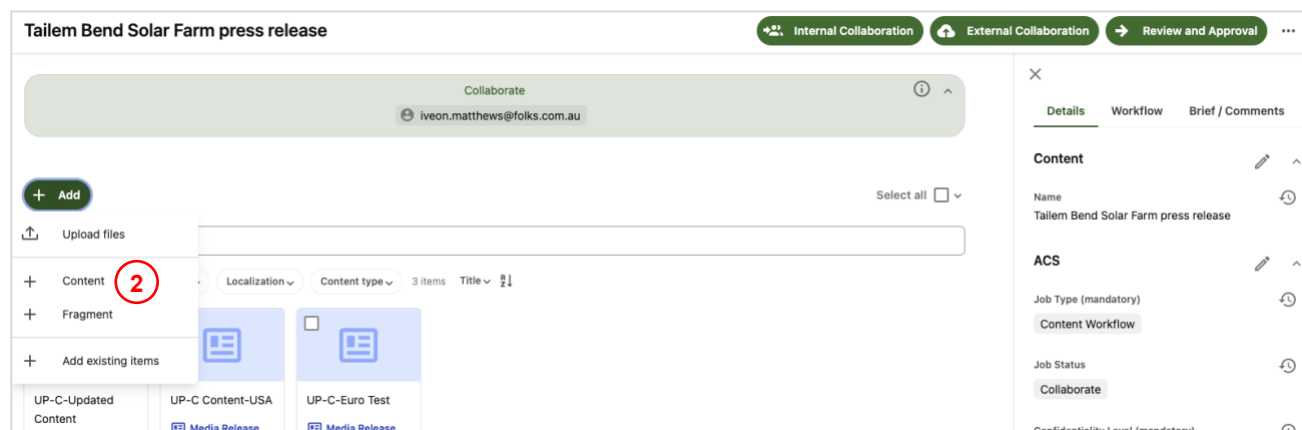 Tailem Bend Solar Farm press release
Internal Collaboration
External Collaboration
Review and Approval
Collaborate
iveon.matthews@folks.com.au
Add
Select all
Upload files
Content
2
Fragment
Add existing items
Localization
Content type
3 items
Title
UP-C-Updated
Content
UP-C Content-USA
Media Release
UP-C-Euro Test
Media Release
Details
Workflow
Brief / Comments
Content
Name
Tailem Bend Solar Farm press release
ACS
Job Type (mandatory)
Content Workflow
Job Status
Collaborate
Confidentiality Level (mandatory)